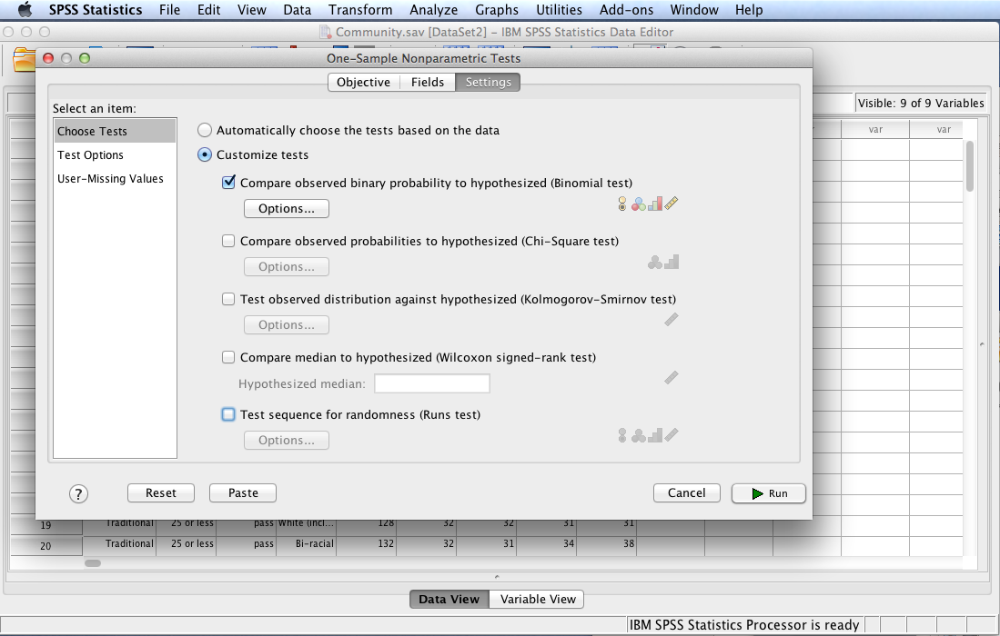 SPSS Statistics File Edit View Data Transform Analyze Graphs Utilities Add-ons Window Help
Community.sav [DataSet2] – IBM SPSS Statistics Data Editor
One-Sample Nonparametric Tests
Objective Fields Settings
Visible: 9 of 9 Variables
var var
Select an item:
Choose Tests
Test Options
User-Missing Values
Automatically choose the tests based on the data
Customize tests
Compare observed binary probability to hypothesized (Binomial test)
Options...
Compare observed probabilities to hypothesized (Chi-Square test)
Options...
Test observed distribution against hypothesized (Kolmogorov-Smirnov test)
Options...
Compare median to hypothesized (Wilcoxon signed-rank test)
Hypothesized median:
Test sequence for randomness (Runs test)
Options...
? Reset Paste Cancel Run
19 Traditional 25 or less pass White (incl... 128 32 32 31 31
20 Traditional 25 or less pass Bi-racial 132 32 31 34 38
Data View Variable View
IBM SPSS Statistics Processor is ready